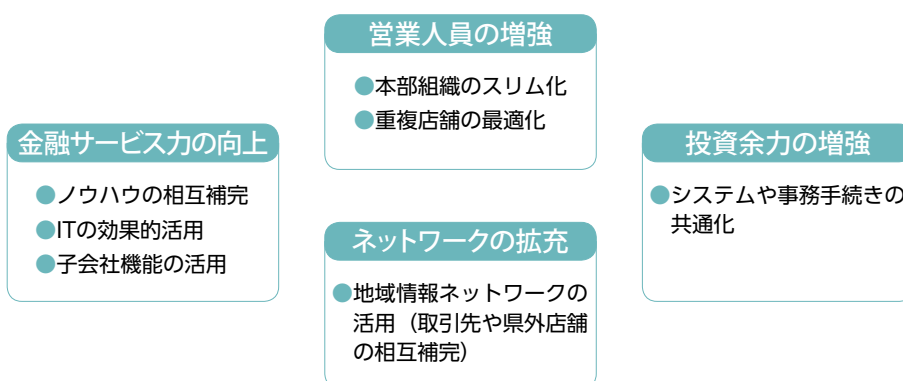 営業人員の増強
●本部組織のスリム化
●重複店舗の最適化
金融サービス力の向上
●ノウハウの相互補完
●ITの効果的活用
●子会社機能の活用
ネットワークの拡充
●地域情報ネットワークの
活用（取引先や県外店舗
の相互補完）
投資余力の増強
●システムや事務手続きの
共通化